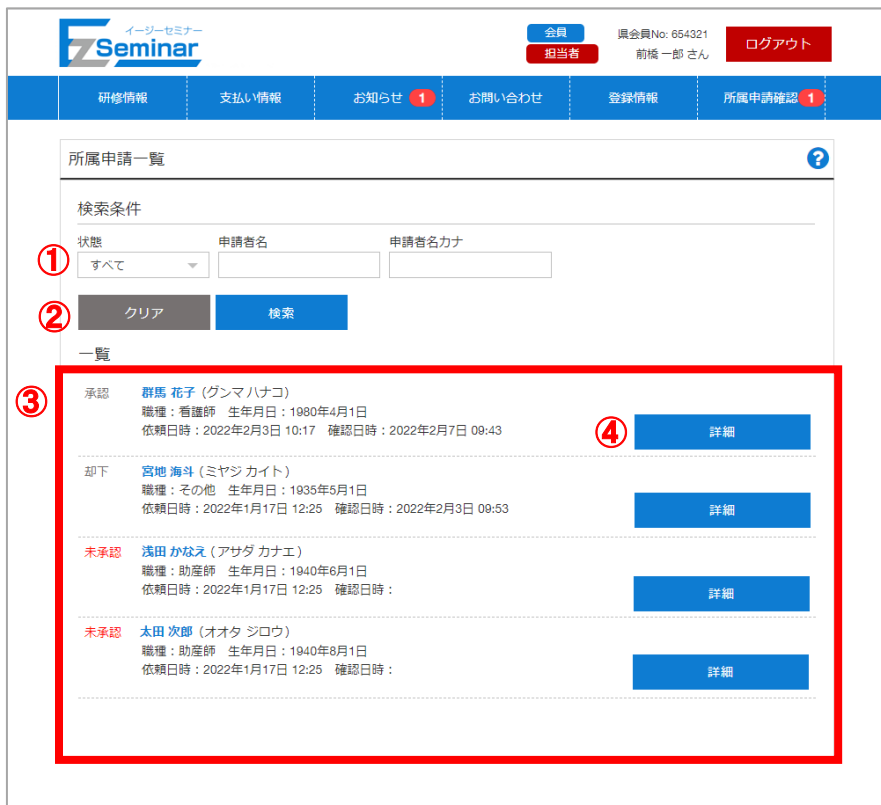 イージーセミナー
EzSeminar
会員
担当者
県会員No: 654321
前橋 一郎 さん
ログアウト
研修情報
支払い情報
お知らせ 1
お問い合わせ
登録情報
所属申請確認 1
所属申請一覧
?
検索条件
状態
申請者名
申請者名カナ
①
すべて
②
クリア
検索
一覧
③
承認
群馬 花子 (グンマ ハナコ)
職種：看護師　生年月日：1980年4月1日
依頼日時：2022年2月3日 10:17　確認日時：2022年2月7日 09:43
④
詳細
却下
宮地 海斗 (ミヤジ カイト)
職種：その他　生年月日：1935年5月1日
依頼日時：2022年1月17日 12:25　確認日時：2022年2月3日 09:53
詳細
未承認
浅田 かなえ (アサダ カナエ)
職種：助産師　生年月日：1940年6月1日
依頼日時：2022年1月17日 12:25　確認日時：
詳細
未承認
太田 次郎 (オオタ ジロウ)
職種：助産師　生年月日：1940年8月1日
依頼日時：2022年1月17日 12:25　確認日時：
詳細